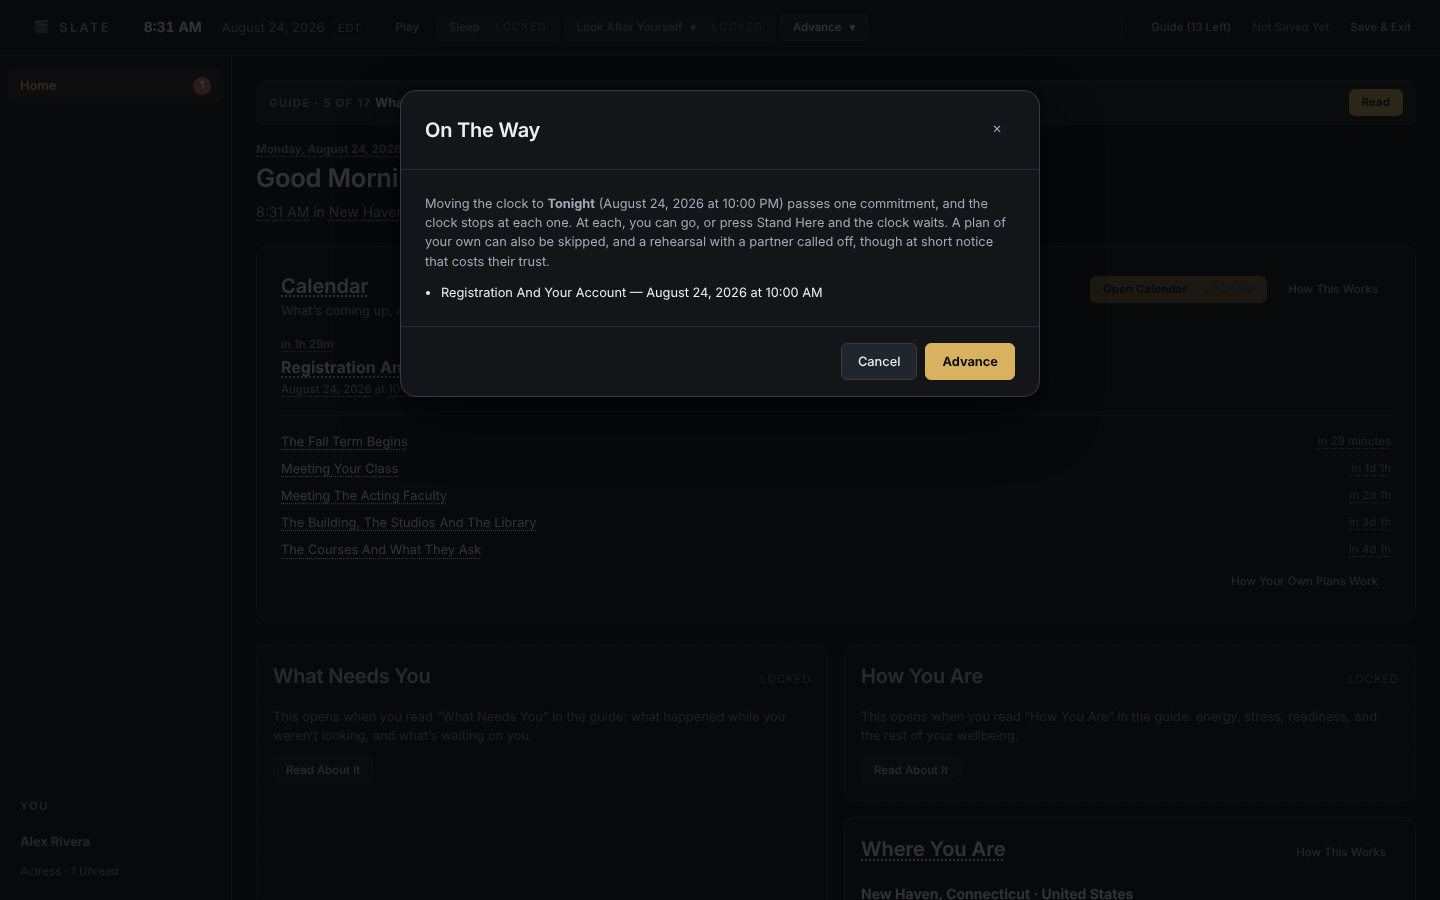 SLATE 8:31 AM August 24, 2026 EDT Play Sleep LOCKED Look After Yourself ▾ LOCKED Advance ▾ Guide (13 Left) Not Saved Yet Save & Exit
Home 1
GUIDE · 5 OF 17 Wha
Read
Monday, August 24, 2026
Good Morni
8:31 AM in New Have
On The Way ×
Moving the clock to Tonight (August 24, 2026 at 10:00 PM) passes one commitment, and the
clock stops at each one. At each, you can go, or press Stand Here and the clock waits. A plan of
your own can also be skipped, and a rehearsal with a partner called off, though at short notice
that costs their trust.
• Registration And Your Account — August 24, 2026 at 10:00 AM
Cancel Advance
Calendar
What's coming up, a
Open Calendar LOCKED How This Works
in 1h 29m
Registration An
August 24, 2026 at 10:
The Fall Term Begins in 29 minutes
Meeting Your Class in 1d 1h
Meeting The Acting Faculty in 2d 1h
The Building, The Studios And The Library in 3d 1h
The Courses And What They Ask in 4d 1h
How Your Own Plans Work
What Needs You LOCKED
This opens when you read "What Needs You" in the guide: what happened while you
weren't looking, and what's waiting on you.
Read About It
How You Are LOCKED
This opens when you read "How You Are" in the guide: energy, stress, readiness, and
the rest of your wellbeing.
Read About It
Where You Are How This Works
New Haven, Connecticut · United States
YOU
Alex Rivera
Actress · 1 Unread